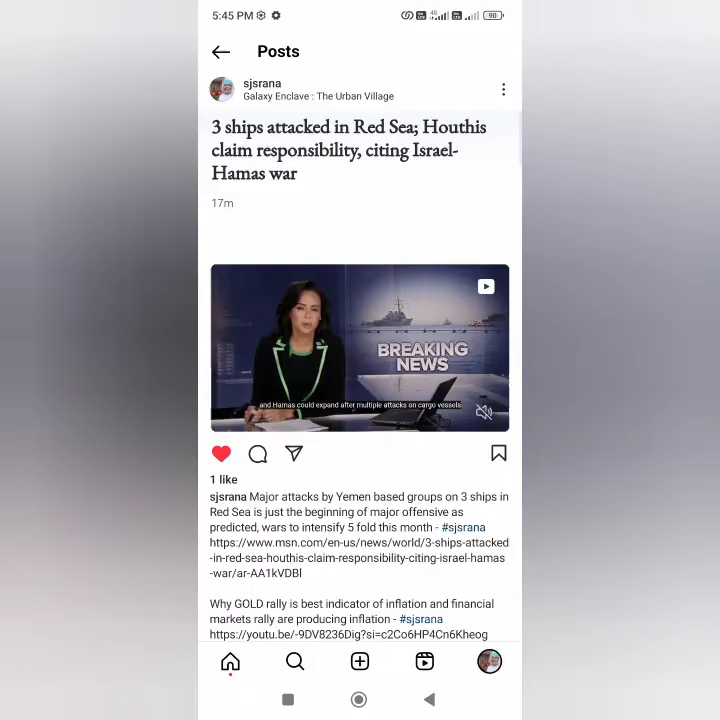 5:45 PM
4G
90
Posts
sjsrana
Galaxy Enclave : The Urban Village
3 ships attacked in Red Sea; Houthis
claim responsibility, citing Israel-
Hamas war
17m
BREAKING
NEWS
and Hamas could expand after multiple attacks on cargo vessels
1 like
sjsrana Major attacks by Yemen based groups on 3 ships in
Red Sea is just the beginning of major offensive as
predicted, wars to intensify 5 fold this month - #sjsrana
https://www.msn.com/en-us/news/world/3-ships-attacked
-in-red-sea-houthis-claim-responsibility-citing-israel-hamas
-war/ar-AA1kVDBl
Why GOLD rally is best indicator of inflation and financial
markets rally are producing inflation - #sjsrana
https://youtu.be/-9DV8236Dig?si=c2Co6HP4Cn6Kheog